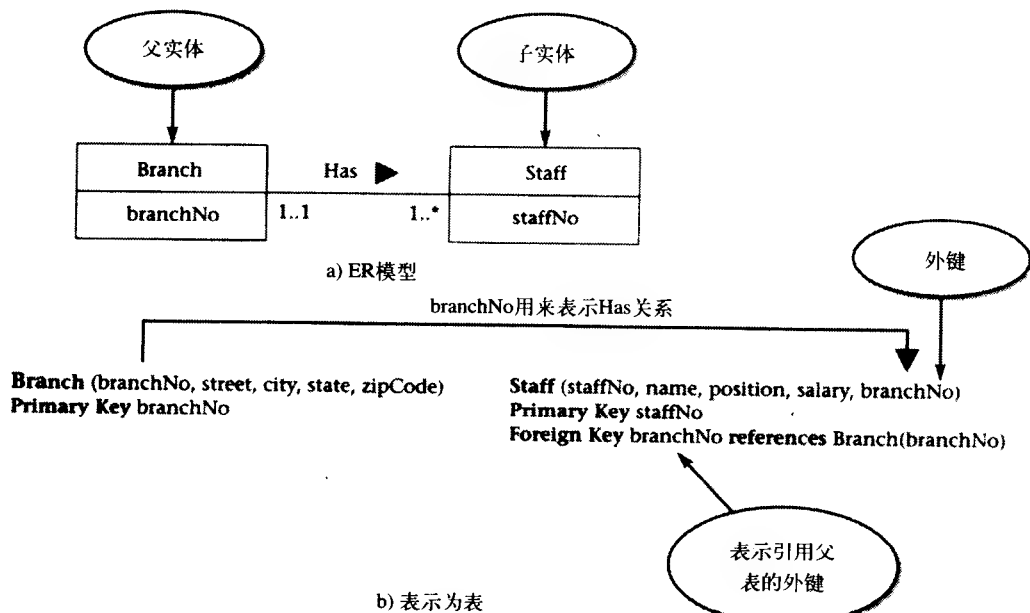 父实体
子实体
Branch
Has
Staff
branchNo
1..1
1..*
staffNo
a) ER模型
外键
branchNo用来表示Has关系
Branch (branchNo, street, city, state, zipCode)
Primary Key branchNo
Staff (staffNo, name, position, salary, branchNo)
Primary Key staffNo
Foreign Key branchNo references Branch(branchNo)
表示引用父
表的外键
b) 表示为表